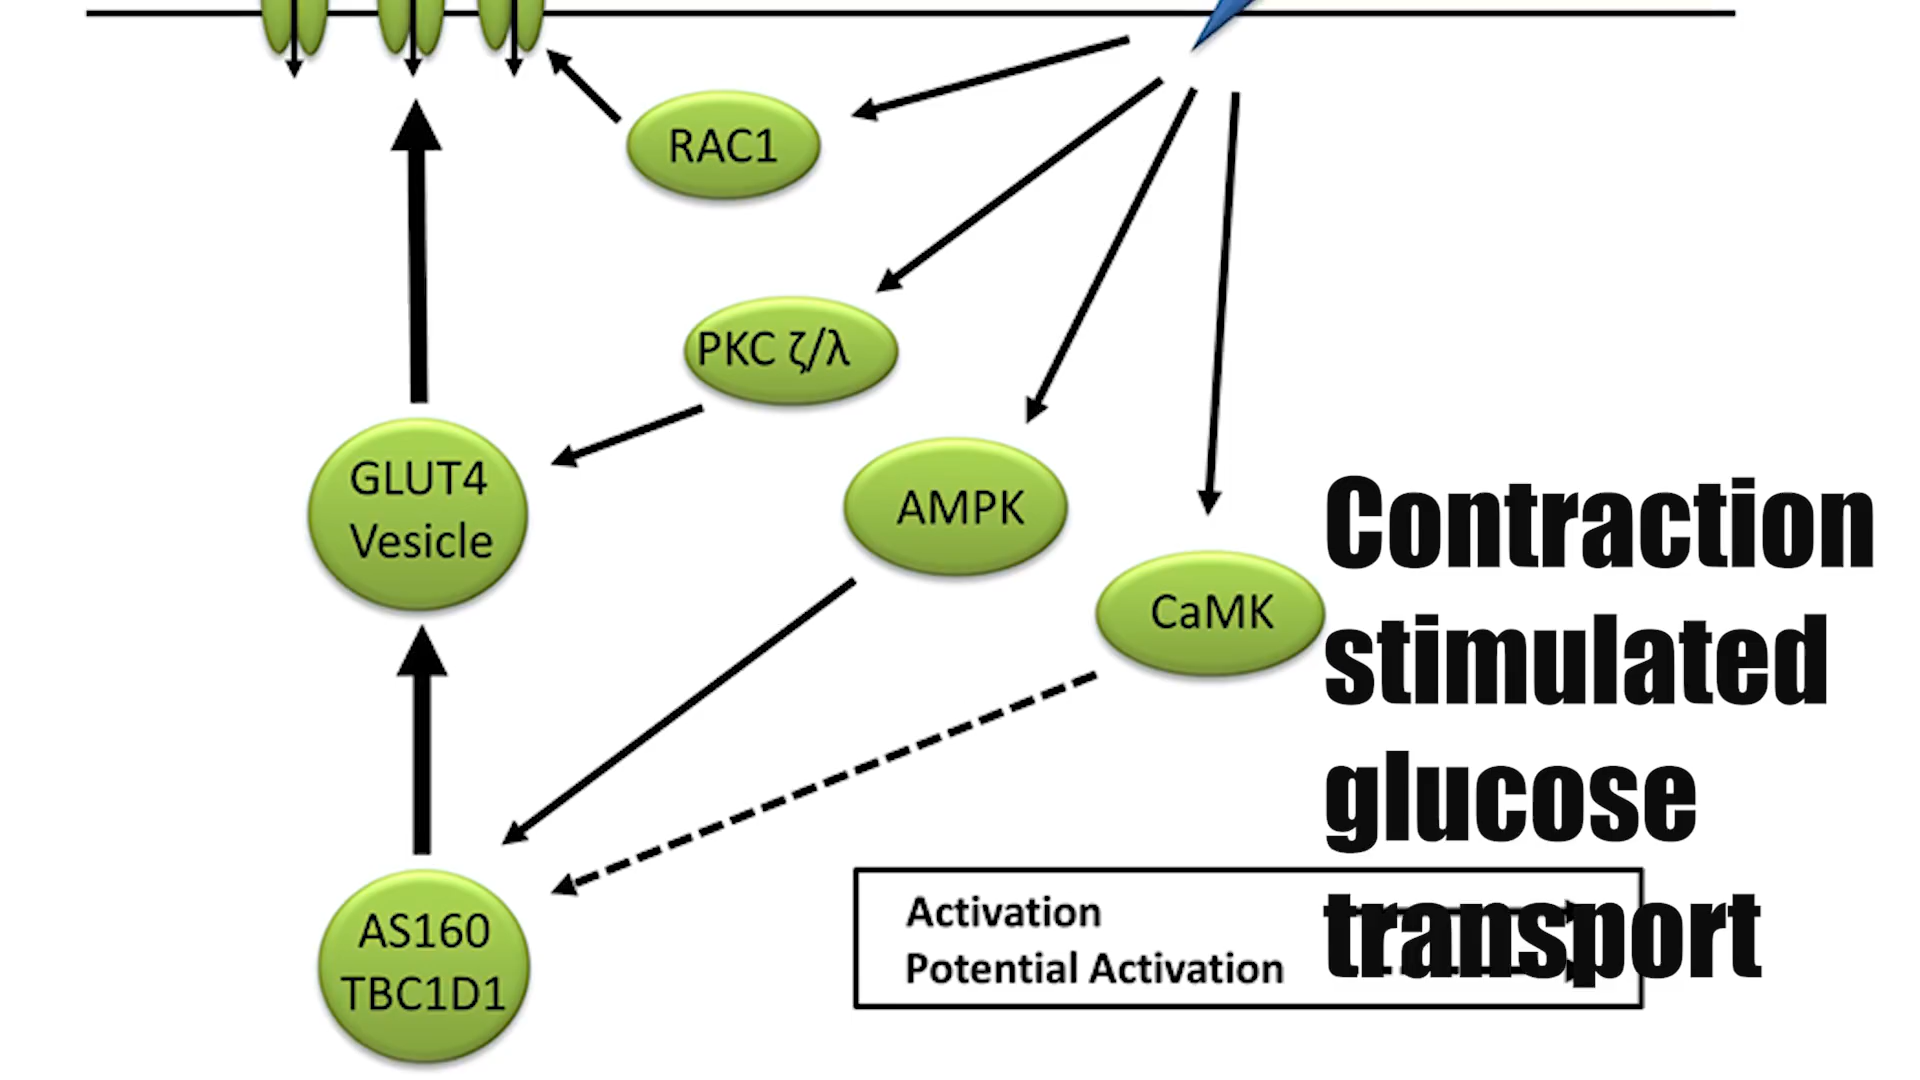 RAC1
PKC ζ/λ
GLUT4
Vesicle
AMPK
CaMK
Contraction
stimulated
glucose
transport
AS160
TBC1D1
Activation
Potential Activation